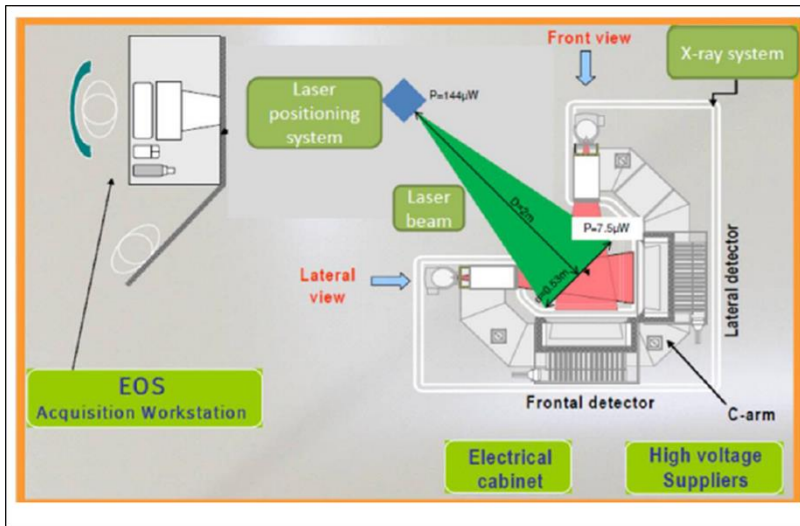 Front view
X-ray system
Laser
positioning
system
P=144µW
Laser
beam
D=2m
P=7.5µW
Lateral
view
Lateral detector
EOS
Acquisition Workstation
Frontal detector
C-arm
Electrical
cabinet
High voltage
Suppliers